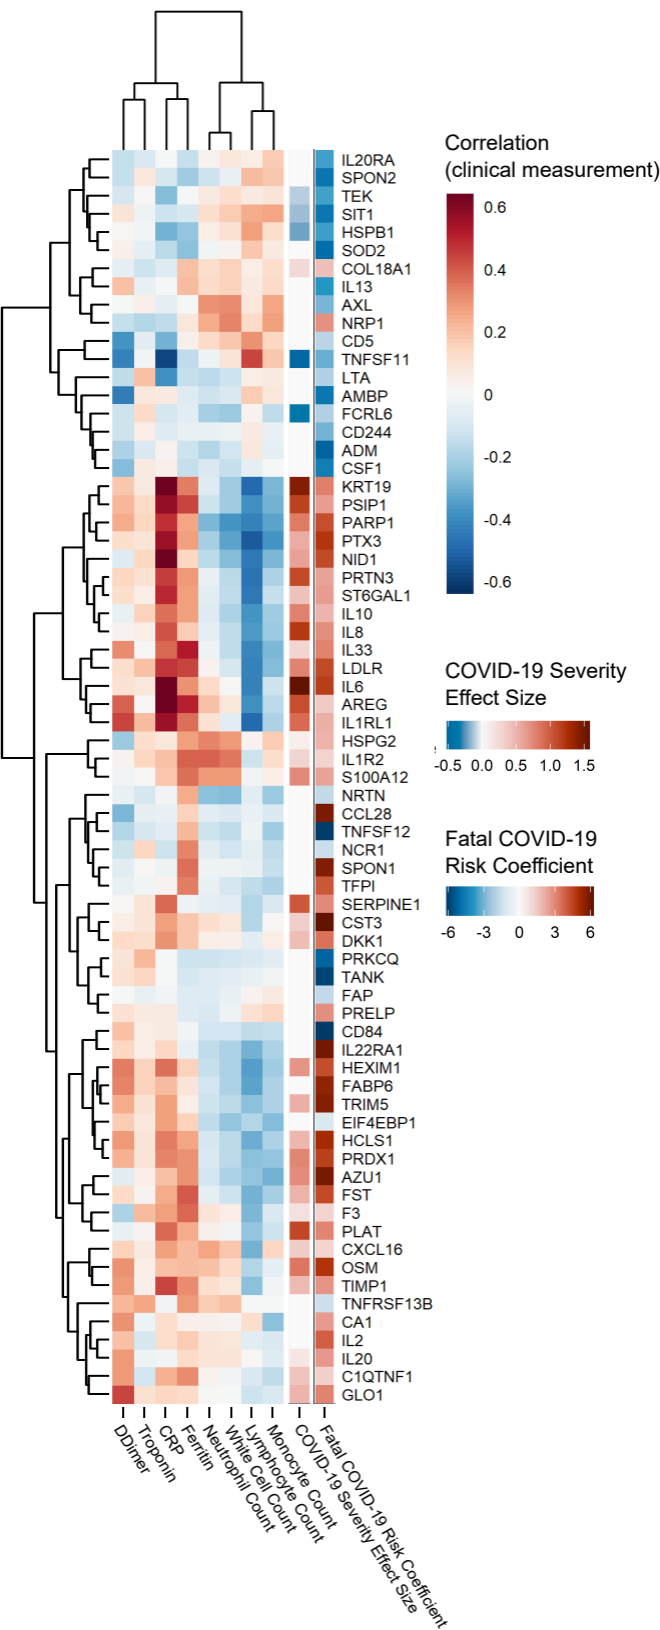 Correlation
(clinical measurement)
0.6
0.4
0.2
0
-0.2
-0.4
-0.6
COVID-19 Severity
Effect Size
-0.5 0.0 0.5 1.0 1.5
Fatal COVID-19
Risk Coefficient
-6 -3 0 3 6
IL20RA
SPON2
TEK
SIT1
HSPB1
SOD2
COL18A1
IL13
AXL
NRP1
CD5
TNFSF11
LTA
AMBP
FCRL6
CD244
ADM
CSF1
KRT19
PSIP1
PARP1
PTX3
NID1
PRTN3
ST6GAL1
IL10
IL8
IL33
LDLR
IL6
AREG
IL1RL1
HSPG2
IL1R2
S100A12
NRTN
CCL28
TNFSF12
NCR1
SPON1
TFPI
SERPINE1
CST3
DKK1
PRKCQ
TANK
FAP
PRELP
CD84
IL22RA1
HEXIM1
FABP6
TRIM5
EIF4EBP1
HCLS1
PRDX1
AZU1
FST
F3
PLAT
CXCL16
OSM
TIMP1
TNFRSF13B
CA1
IL2
IL20
C1QTNF1
GLO1
DDimer
Troponin
CRP
Ferritin
Neutrophil Count
White Cell Count
Lymphocyte Count
Monocyte Count
COVID-19 Severity Effect Size
Fatal COVID-19 Risk Coefficient